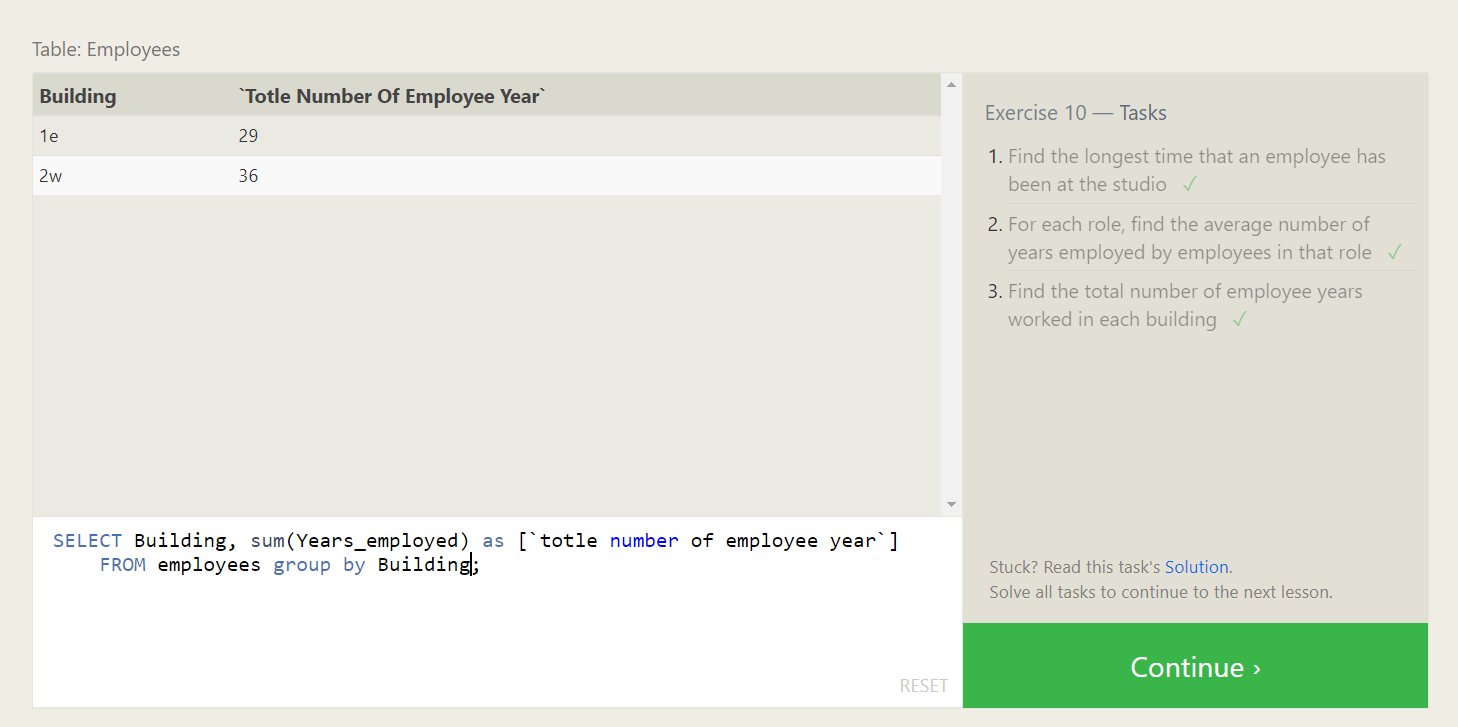 Table: Employees
Building `Totle Number Of Employee Year`
1e 29
2w 36
SELECT Building, sum(Years_employed) as [`totle number of employee year`]
FROM employees group by Building;
RESET
Exercise 10 — Tasks
1. Find the longest time that an employee has
been at the studio ✓
2. For each role, find the average number of
years employed by employees in that role ✓
3. Find the total number of employee years
worked in each building ✓
Stuck? Read this task's Solution.
Solve all tasks to continue to the next lesson.
Continue ›